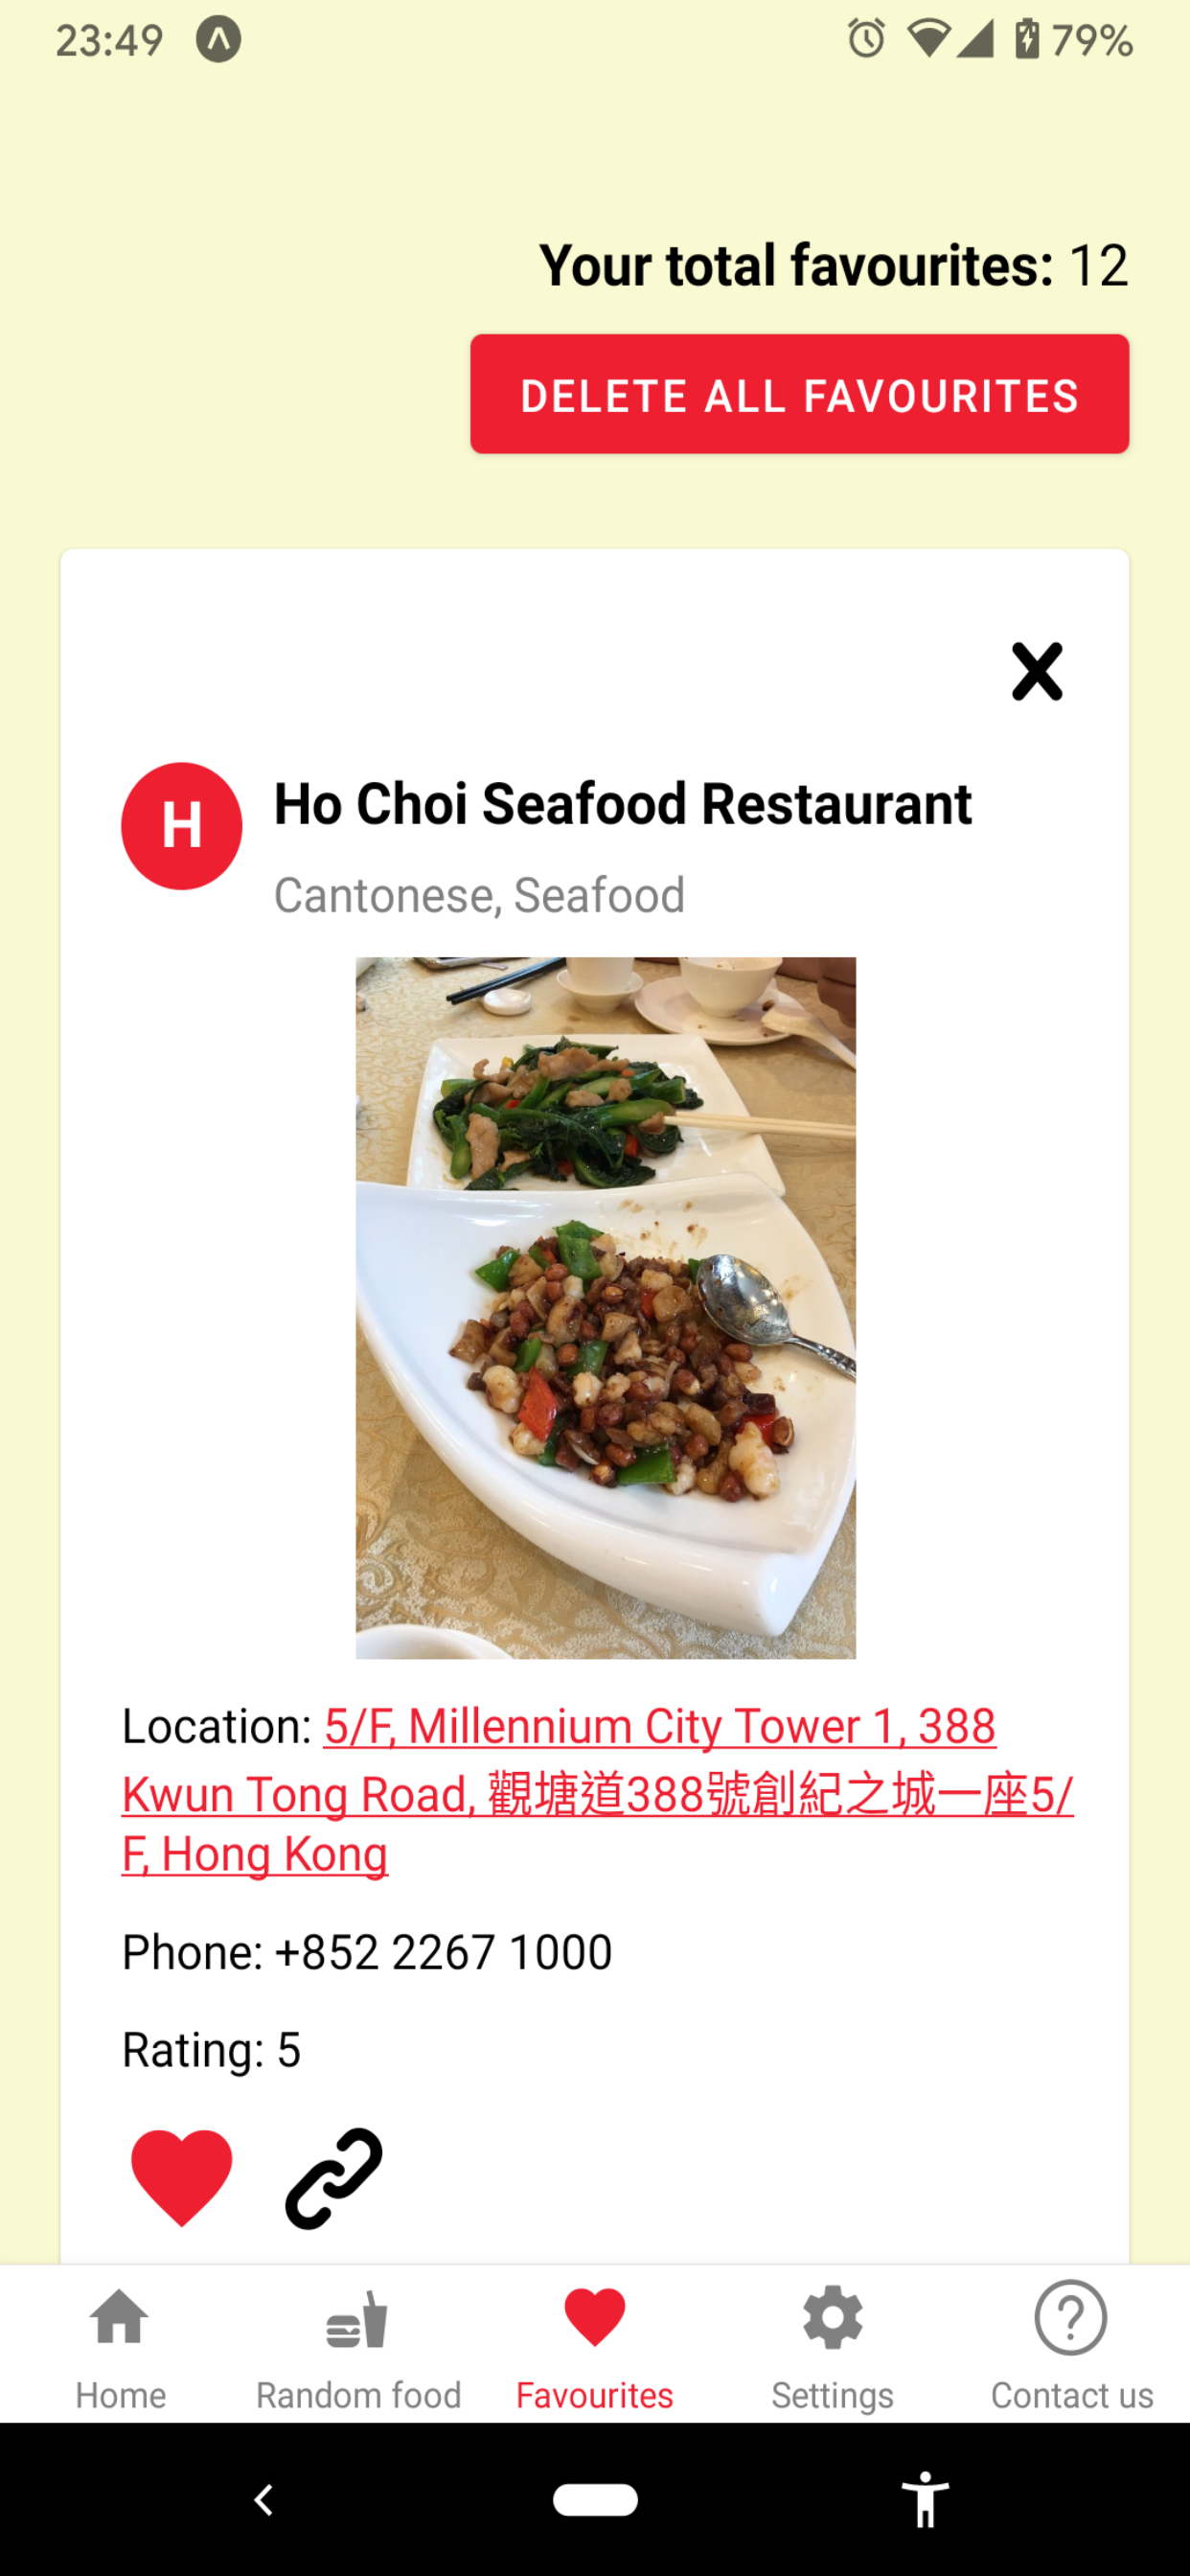 23:49
79%
Your total favourites: 12
DELETE ALL FAVOURITES
H
Ho Choi Seafood Restaurant
Cantonese, Seafood
Location: 5/F, Millennium City Tower 1, 388
Kwun Tong Road, 觀塘道388號創紀之城一座5/
F, Hong Kong
Phone: +852 2267 1000
Rating: 5
Home
Random food
Favourites
Settings
Contact us